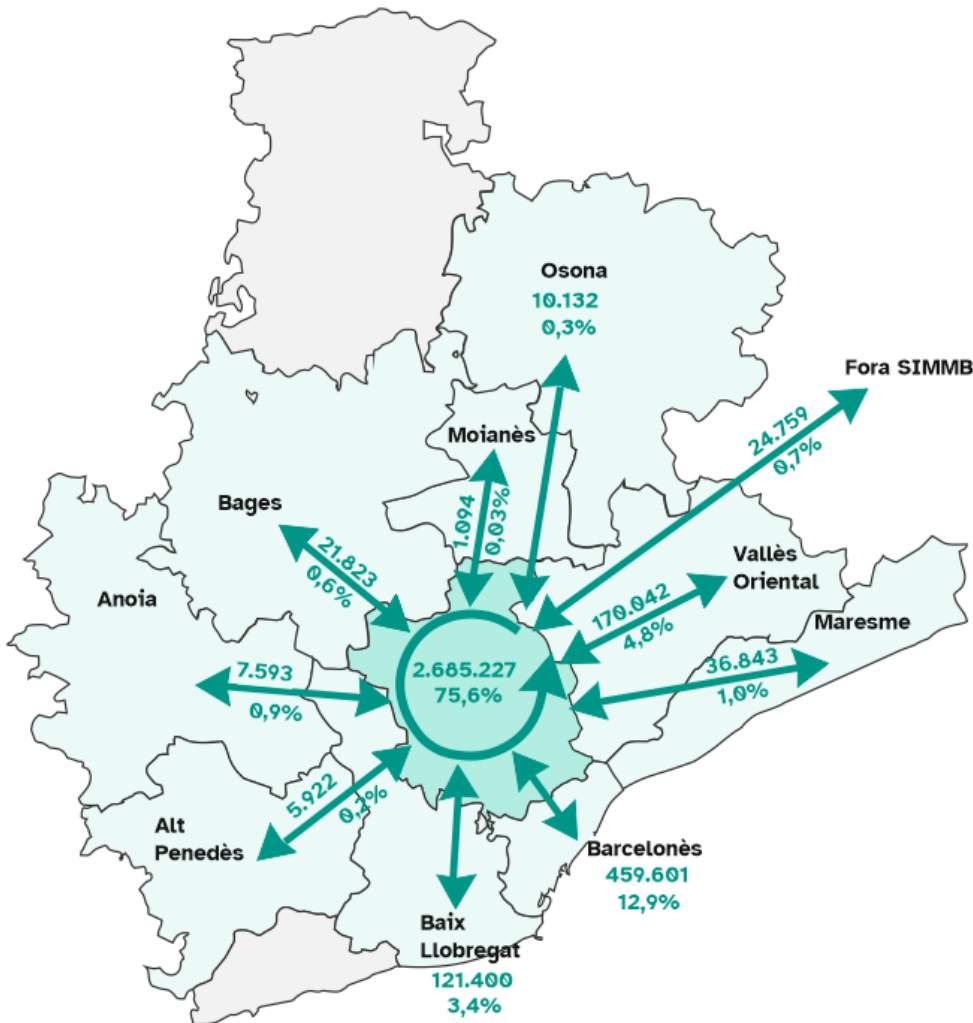 Osona
10.132
0,3%
Fora SIMMB
24.759
0,7%
Moianès
1.094
0,03%
Bages
21.823
0,6%
Vallès
Oriental
170.042
4,8%
Anoia
7.593
0,9%
Maresme
36.843
1,0%
2.685.227
75,6%
5.922
0,2%
Alt
Penedès
Barcelonès
459.601
12,9%
Baix
Llobregat
121.400
3,4%